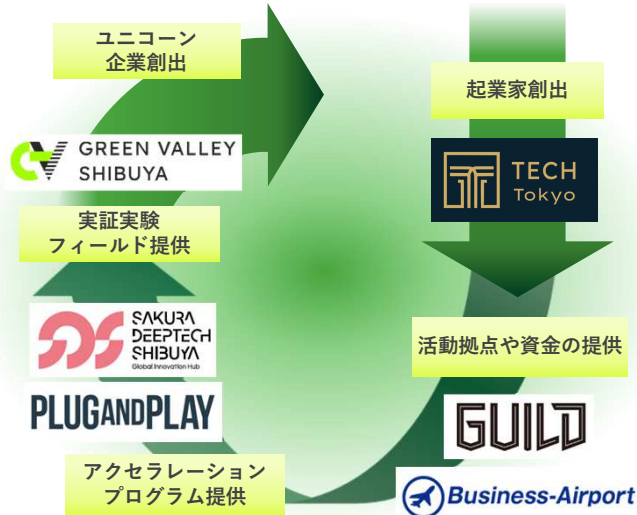 ユニコーン
企業創出
GREEN VALLEY
SHIBUYA
実証実験
フィールド提供
SAKURA
DEEPTECH
SHIBUYA
Global Innovation Hub
PLUGANDPLAY
アクセラレーション
プログラム提供
起業家創出
TECH
Tokyo
活動拠点や資金の提供
GUILD
Business-Airport